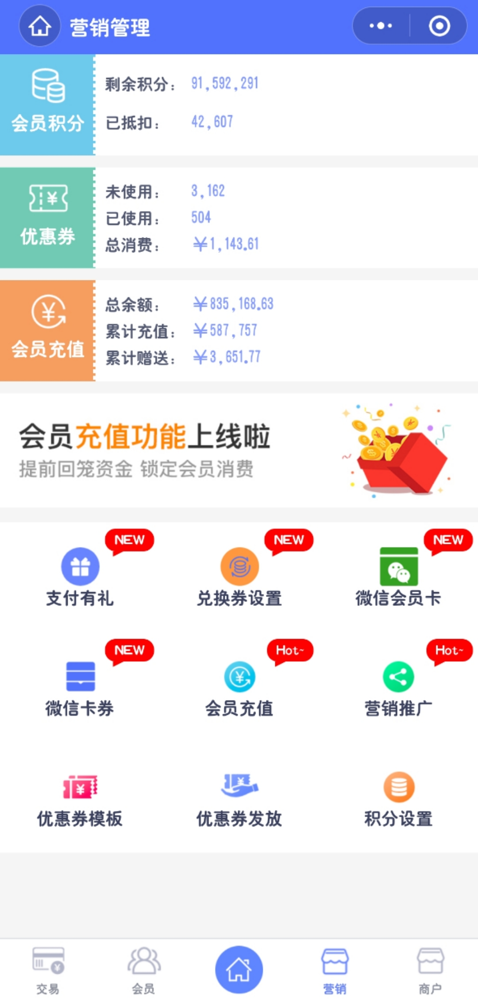 营销管理
会员积分
剩余积分： 91,592,291
已抵扣： 42,607
优惠券
未使用： 3,162
已使用： 504
总消费： ￥1,143.61
会员充值
总余额： ￥835,168.63
累计充值： ￥587,757
累计赠送： ￥3,651.77
会员充值功能上线啦
提前回笼资金 锁定会员消费
NEW NEW NEW
支付有礼 兑换券设置 微信会员卡
NEW Hot~ Hot~
微信卡券 会员充值 营销推广
优惠券模板 优惠券发放 积分设置
交易 会员 营销 商户